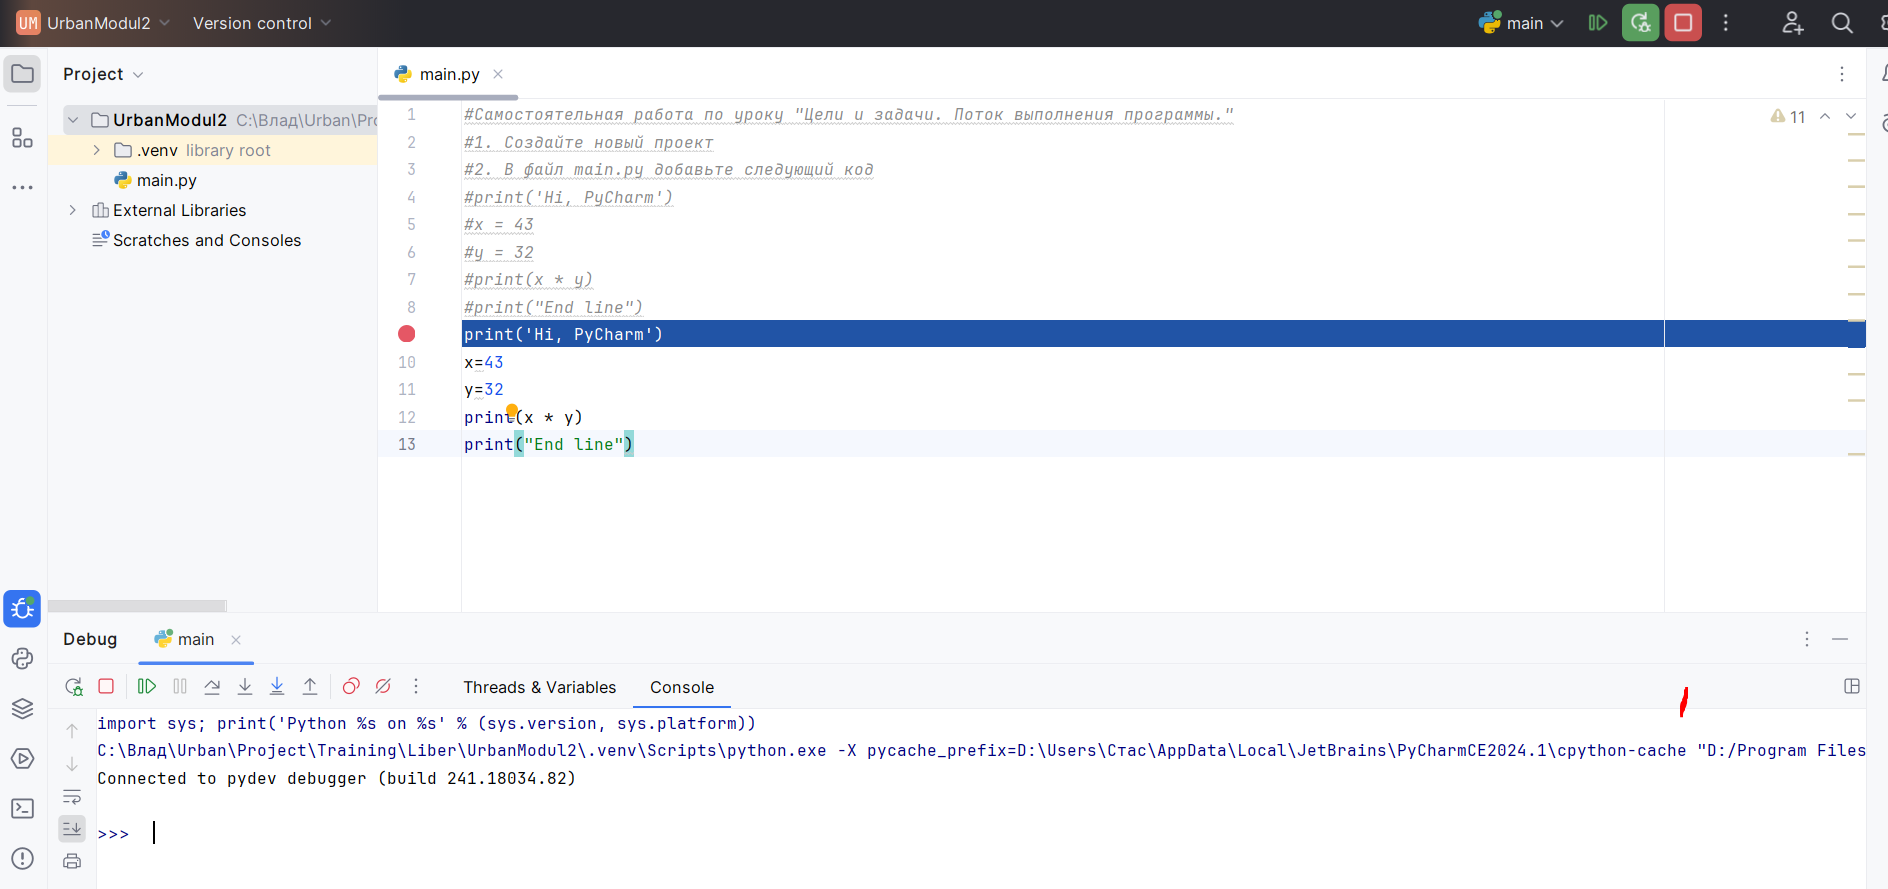 UM UrbanModul2 Version control main
Project main.py
UrbanModul2 C:\Влад\Urban\Pro
.venv library root
main.py
External Libraries
Scratches and Consoles
11
1 #Самостоятельная работа по уроку "Цели и задачи. Поток выполнения программы."
2 #1. Создайте новый проект
3 #2. В файл main.py добавьте следующий код
4 #print('Hi, PyCharm')
5 #x = 43
6 #y = 32
7 #print(x * y)
8 #print("End line")
print('Hi, PyCharm')
10 x=43
11 y=32
12 print(x * y)
13 print("End line")
Debug main
Threads & Variables Console
import sys; print('Python %s on %s' % (sys.version, sys.platform))
C:\Влад\Urban\Project\Training\Liber\UrbanModul2\.venv\Scripts\python.exe -X pycache_prefix=D:\Users\Стас\AppData\Local\JetBrains\PyCharmCE2024.1\cpython-cache "D:/Program Files
Connected to pydev debugger (build 241.18034.82)
>>>